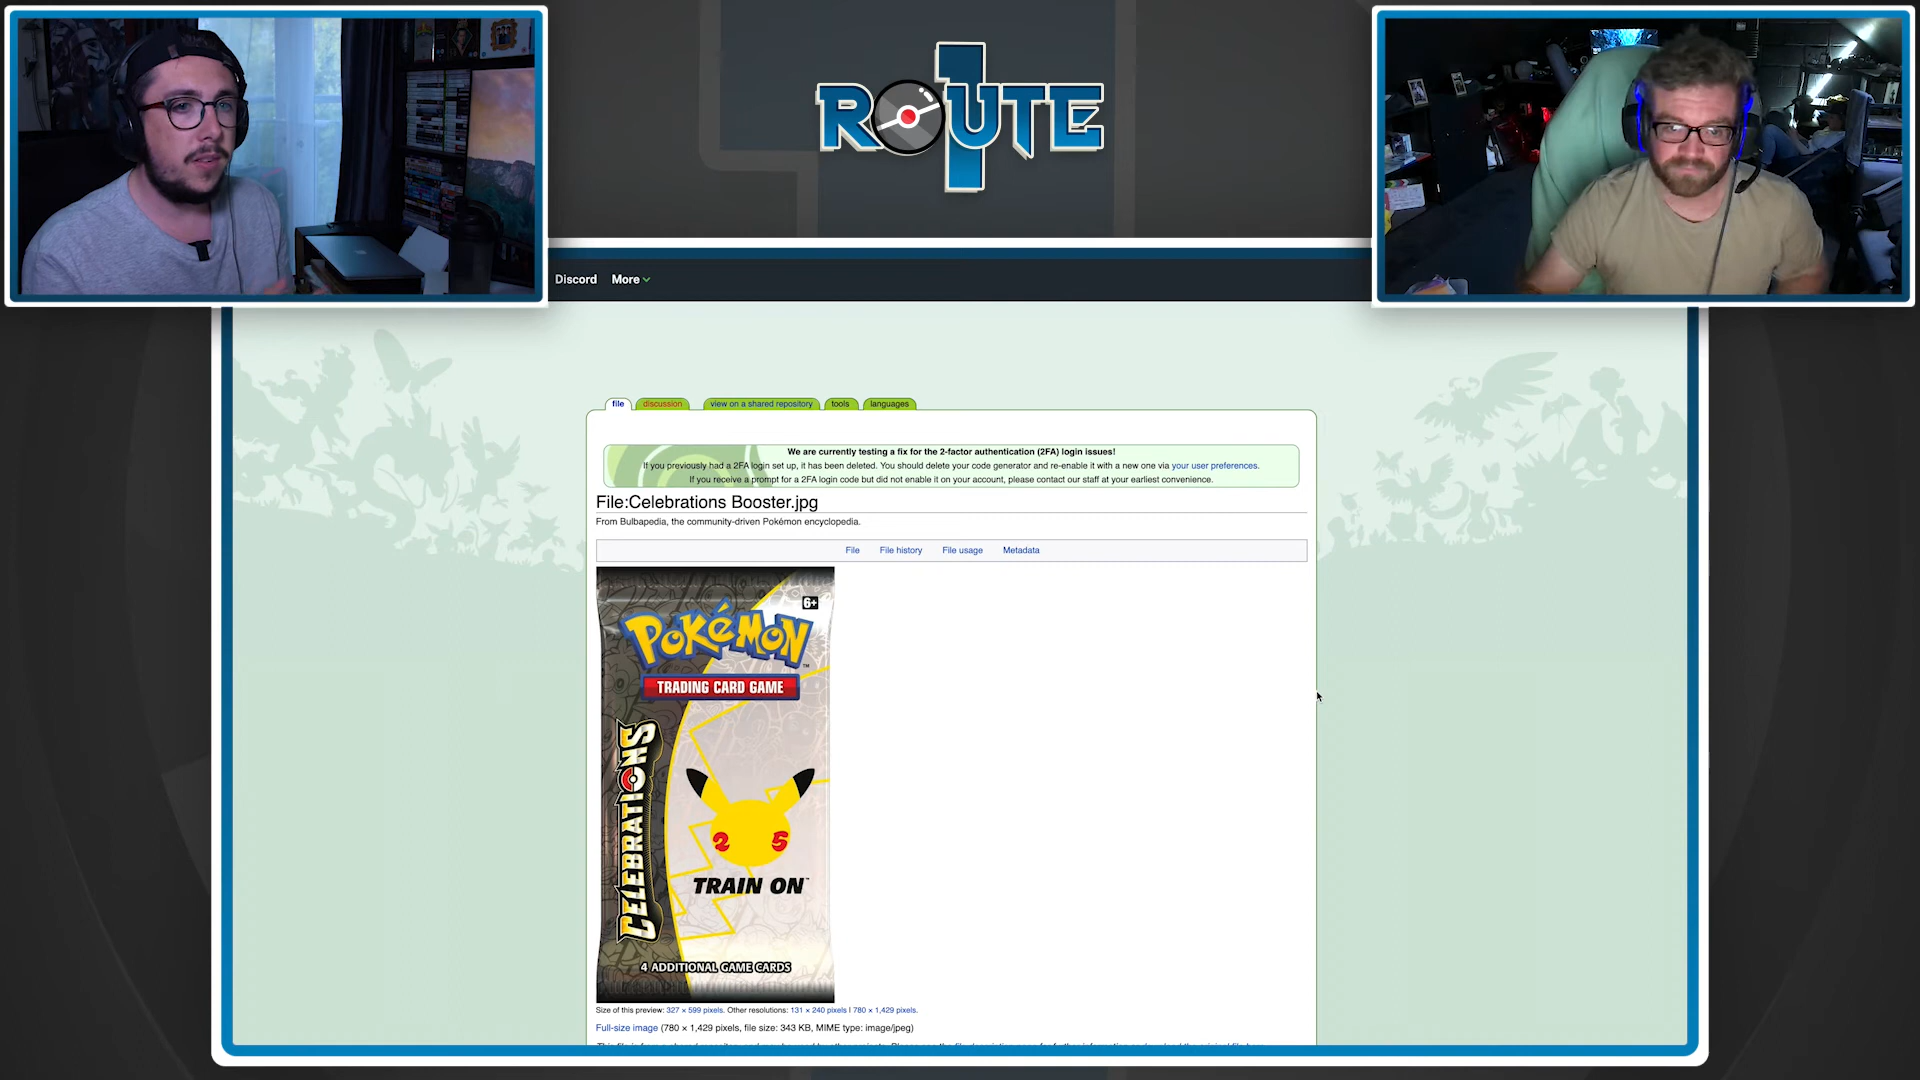 ROUTE
1
Discord More
file discussion view on a shared repository tools languages
We are currently testing a fix for the 2-factor authentication (2FA) login issues!
If you previously had a 2FA login set up, it has been deleted. You should delete your code generator and re-enable it with a new one via your user preferences.
If you receive a prompt for a 2FA login code but did not enable it on your account, please contact our staff at your earliest convenience.
File:Celebrations Booster.jpg
From Bulbapedia, the community-driven Pokémon encyclopedia.
File File history File usage Metadata
6+
POKÉMON
TM
TRADING CARD GAME
CELEBRATIONS
2 5
TRAIN ON™
4 ADDITIONAL GAME CARDS
Size of this preview: 327 × 599 pixels. Other resolutions: 131 × 240 pixels | 780 × 1,429 pixels.
Full-size image (780 × 1,429 pixels, file size: 343 KB, MIME type: image/jpeg)